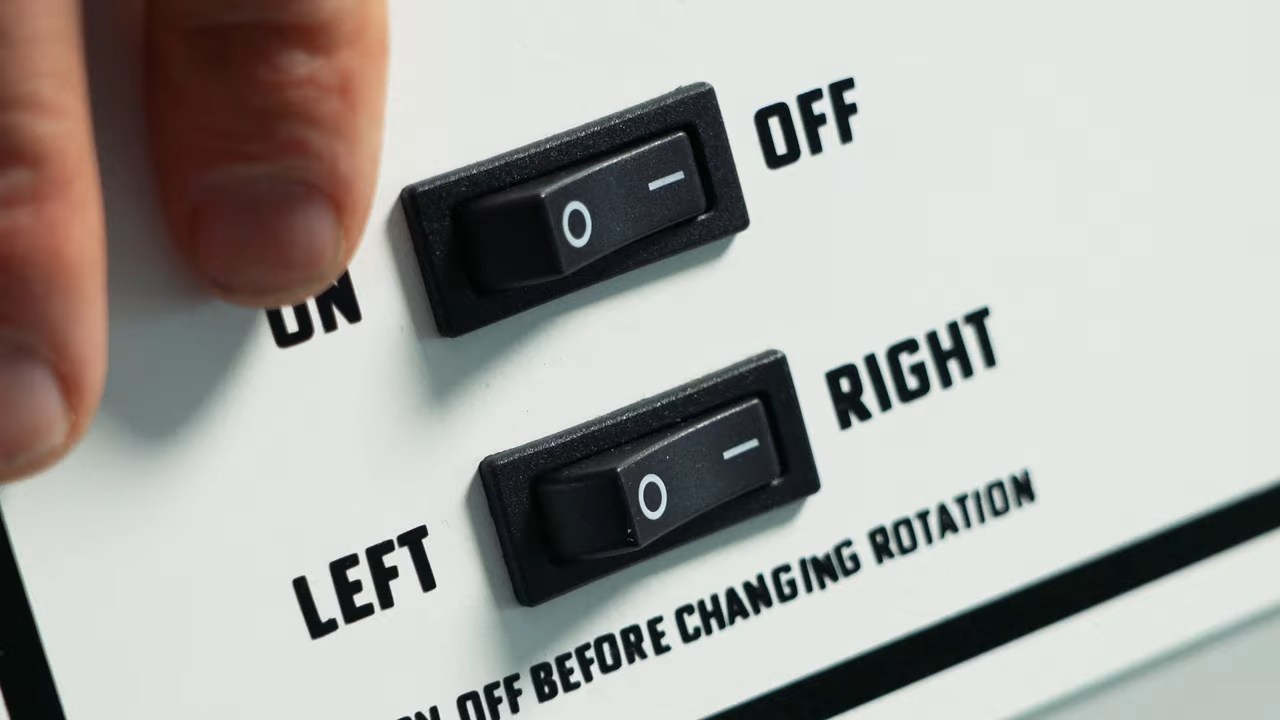 OFF
O —
ON
RIGHT
O —
LEFT
OFF BEFORE CHANGING ROTATION